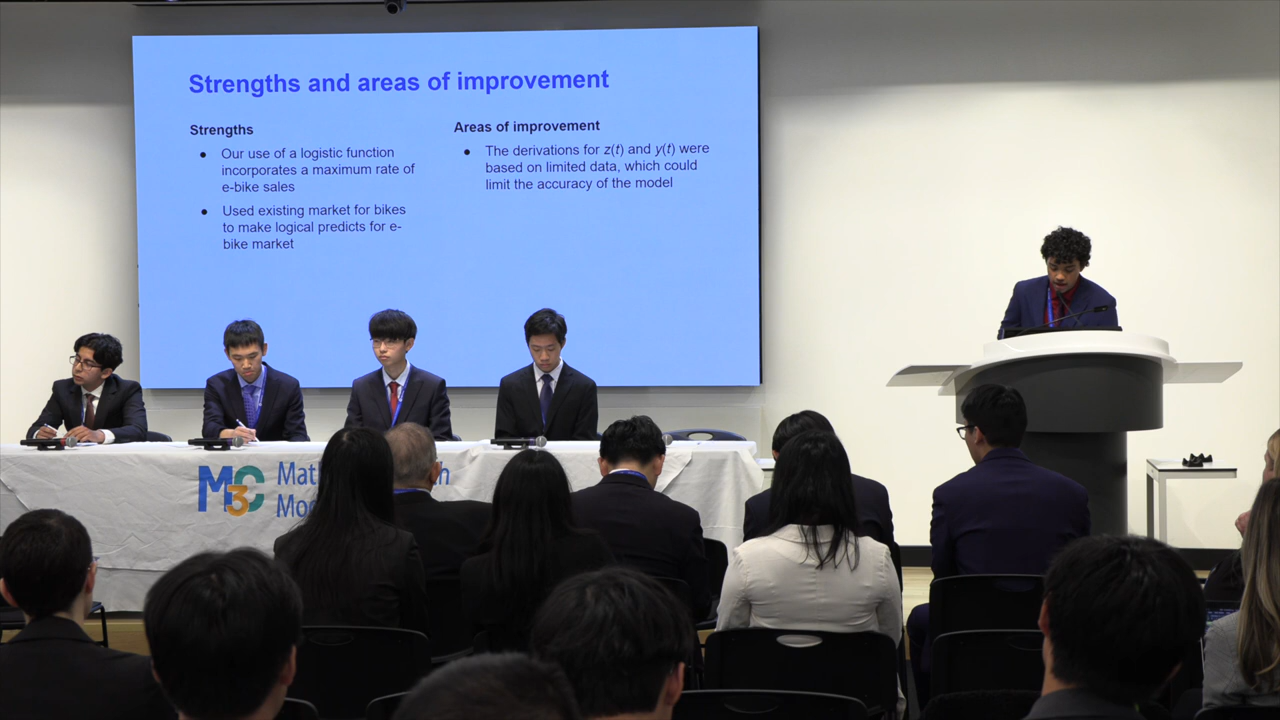 Strengths and areas of improvement
Strengths
● Our use of a logistic function
incorporates a maximum rate of
e-bike sales
● Used existing market for bikes
to make logical predicts for e-
bike market
Areas of improvement
● The derivations for z(t) and y(t) were
based on limited data, which could
limit the accuracy of the model
M3C